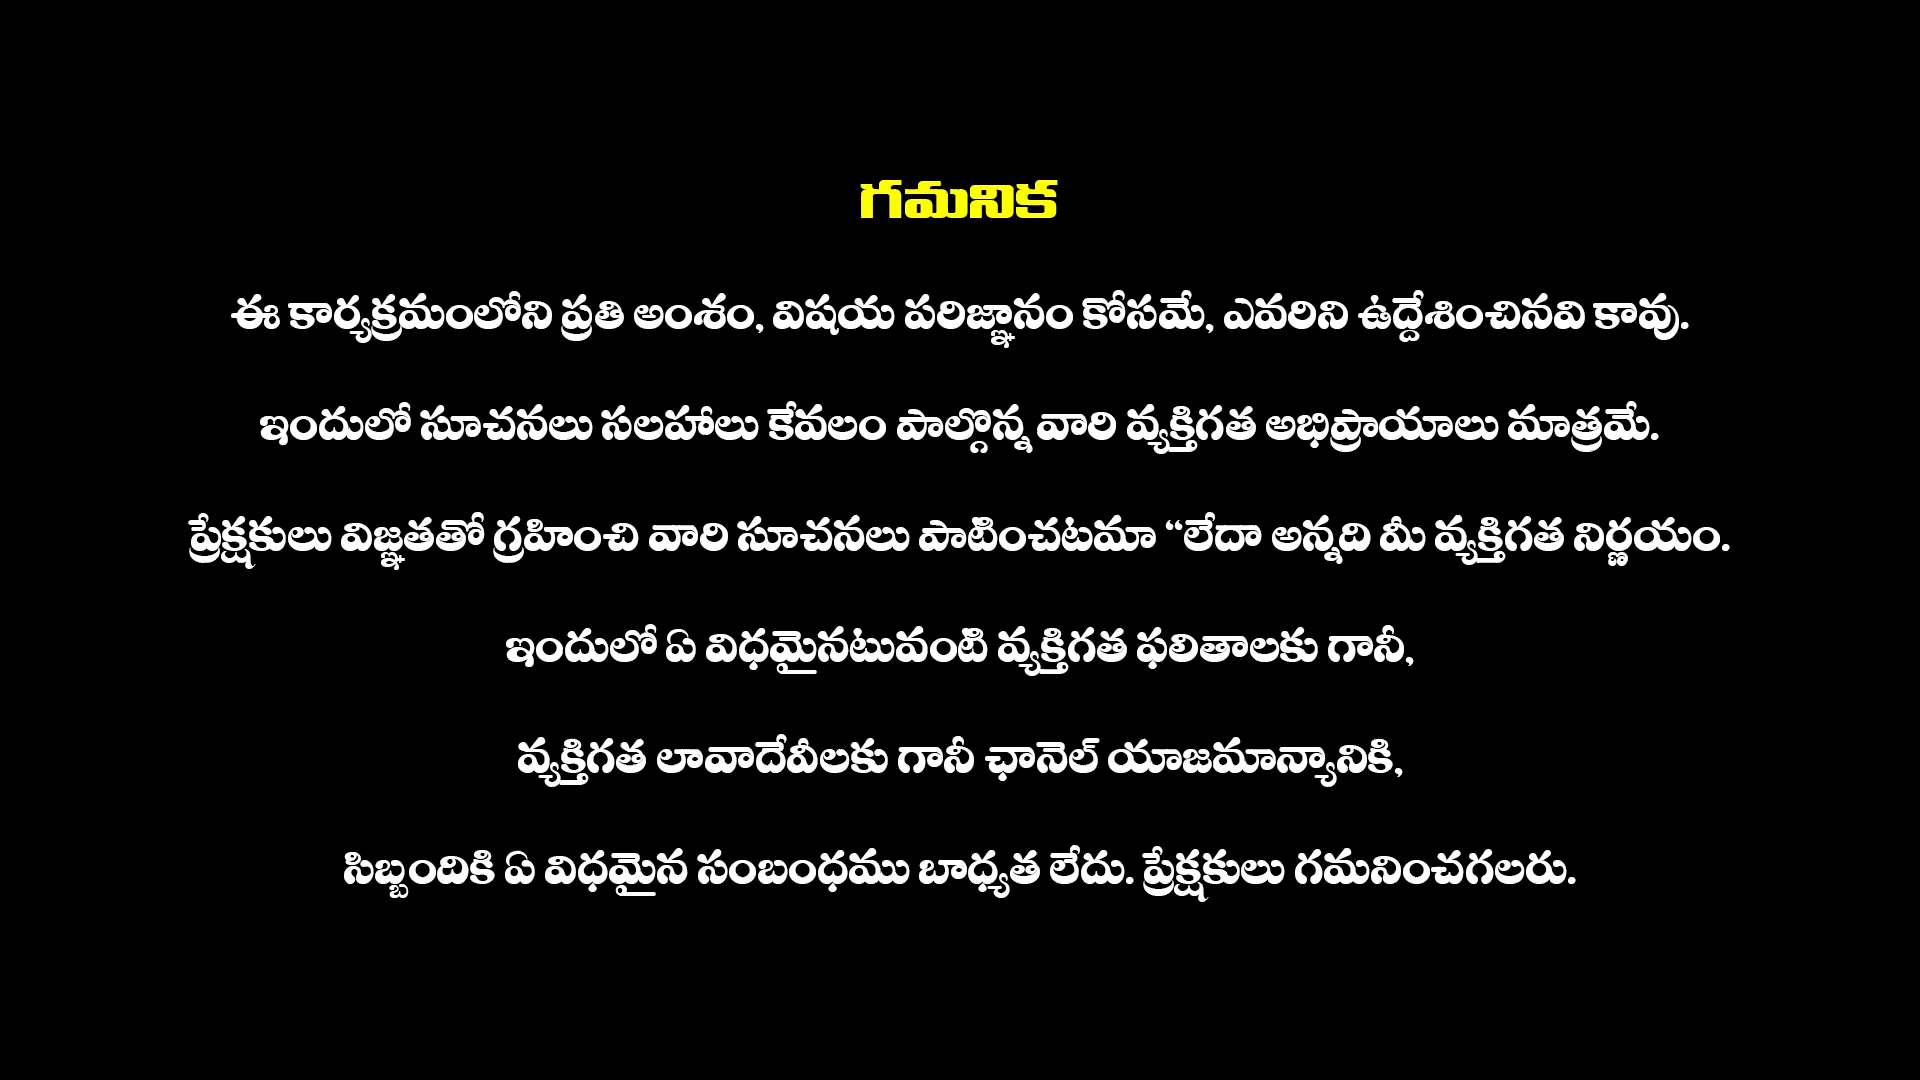 గమనిక
ఈ కార్యక్రమంలోని ప్రతి అంశం, విషయ పరిజ్ఞానం కోసమే, ఎవరిని ఉద్దేశించినవి కావు.
ఇందులో సూచనలు సలహాలు కేవలం పాల్గొన్న వారి వ్యక్తిగత అభిప్రాయాలు మాత్రమే.
ప్రేక్షకులు విజ్ఞతతో గ్రహించి వారి సూచనలు పాటించటమా “లేదా అన్నది మీ వ్యక్తిగత నిర్ణయం.
ఇందులో ఏ విధమైనటువంటి వ్యక్తిగత ఫలితాలకు గానీ,
వ్యక్తిగత లావాదేవీలకు గానీ ఛానెల్ యాజమాన్యానికి,
సిబ్బందికి ఏ విధమైన సంబంధము బాధ్యత లేదు. ప్రేక్షకులు గమనించగలరు.